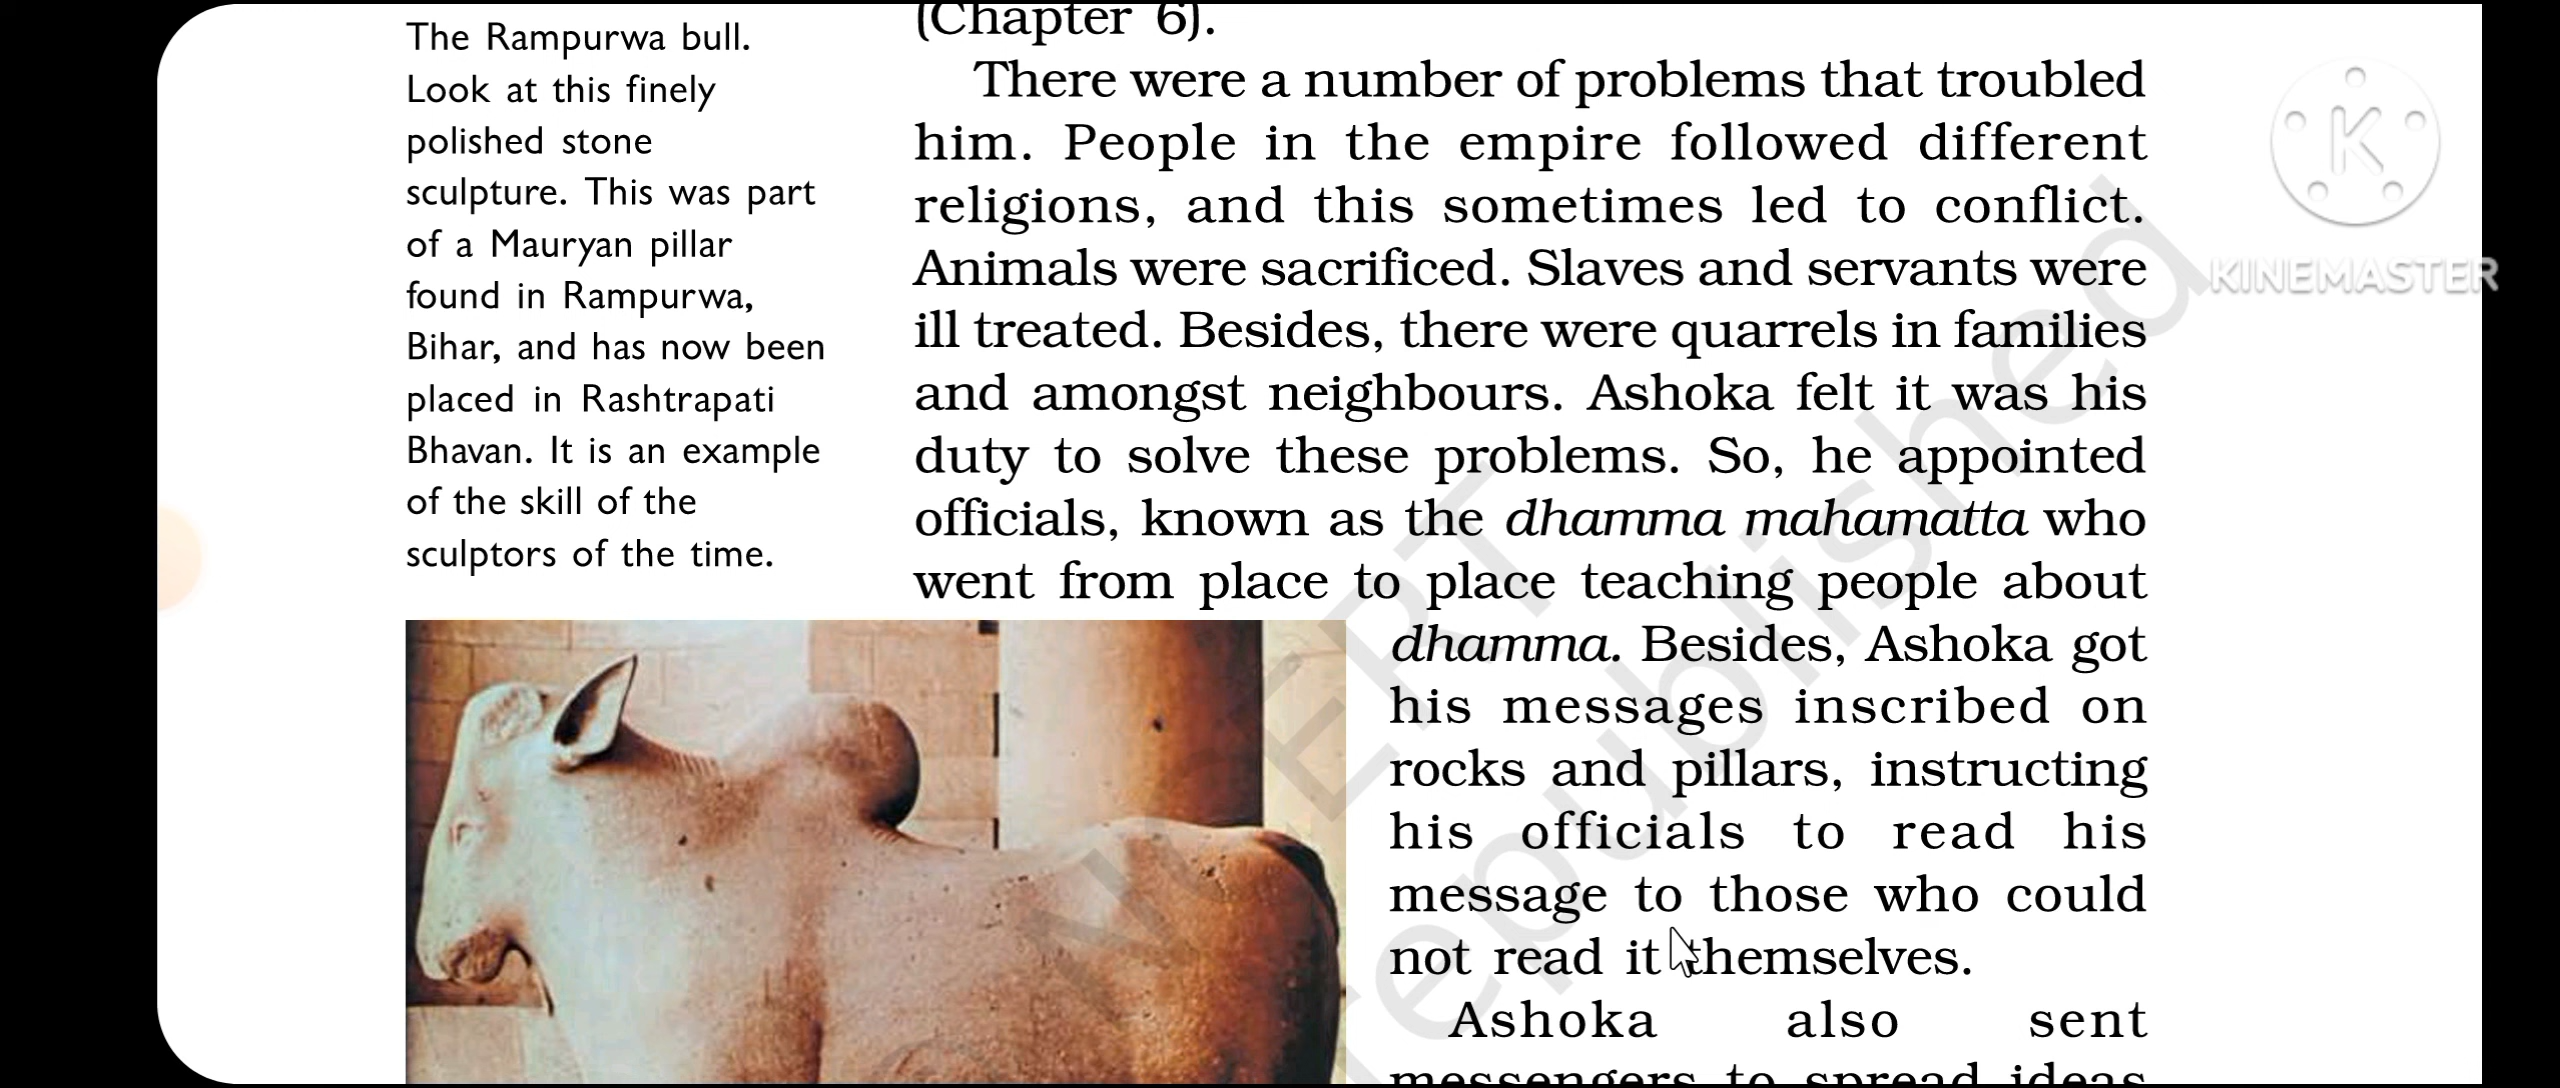 The Rampurwa bull.
Look at this finely
polished stone
sculpture. This was part
of a Mauryan pillar
found in Rampurwa,
Bihar, and has now been
placed in Rashtrapati
Bhavan. It is an example
of the skill of the
sculptors of the time.
(Chapter 6).
There were a number of problems that troubled
him. People in the empire followed different
religions, and this sometimes led to conflict.
Animals were sacrificed. Slaves and servants were
ill treated. Besides, there were quarrels in families
and amongst neighbours. Ashoka felt it was his
duty to solve these problems. So, he appointed
officials, known as the dhamma mahamatta who
went from place to place teaching people about
dhamma. Besides, Ashoka got
his messages inscribed on
rocks and pillars, instructing
his officials to read his
message to those who could
not read it themselves.
Ashoka also sent
messengers to spread ideas
K
KINEMASTER
NCERT
republished